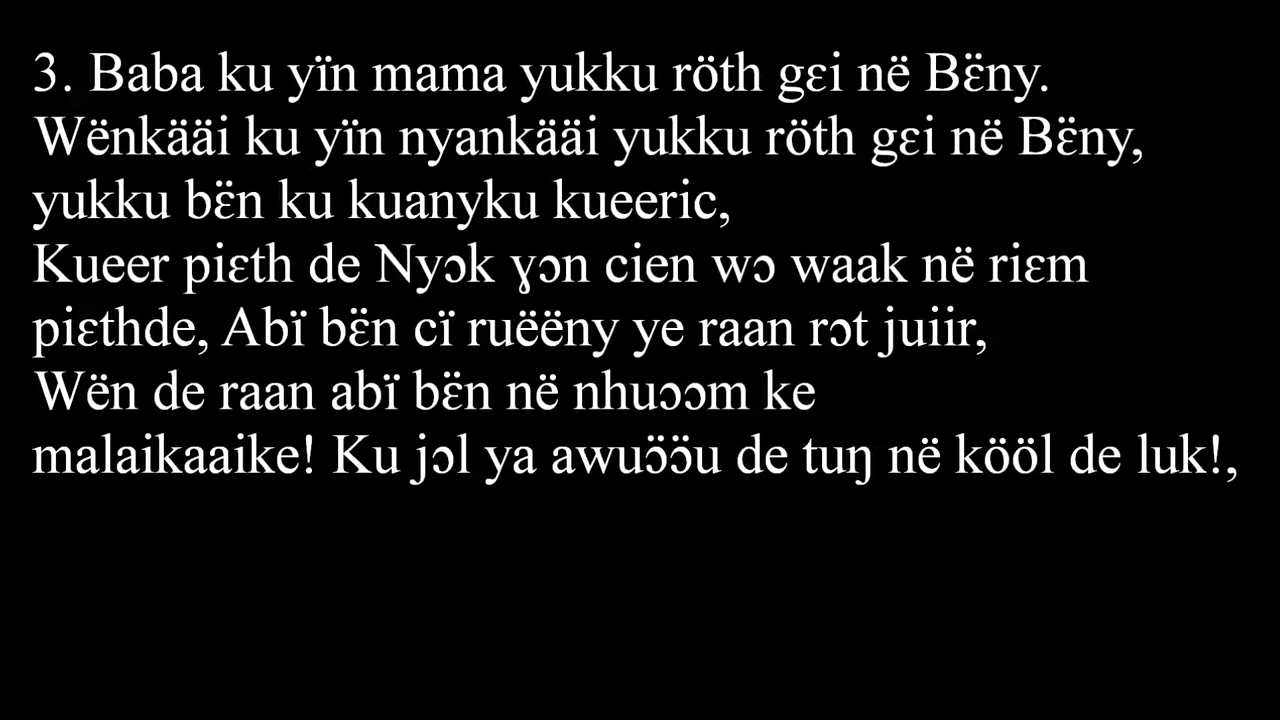 3. Baba ku yïn mama yukku röth gɛi në Bɛ̈ny.
Wënkääi ku yïn nyankääi yukku röth gɛi në Bɛ̈ny,
yukku bɛ̈n ku kuanyku kueeric,
Kueer piɛth de Nyɔk ɣɔn cien wɔ waak në riɛm
piɛthde, Abï bɛ̈n cï ruëëny ye raan rɔt juiir,
Wën de raan abï bɛ̈n në nhuɔɔm ke
malaikaaike! Ku jɔl ya awuɔ̈ɔ̈u de tuŋ në kööl de luk!,